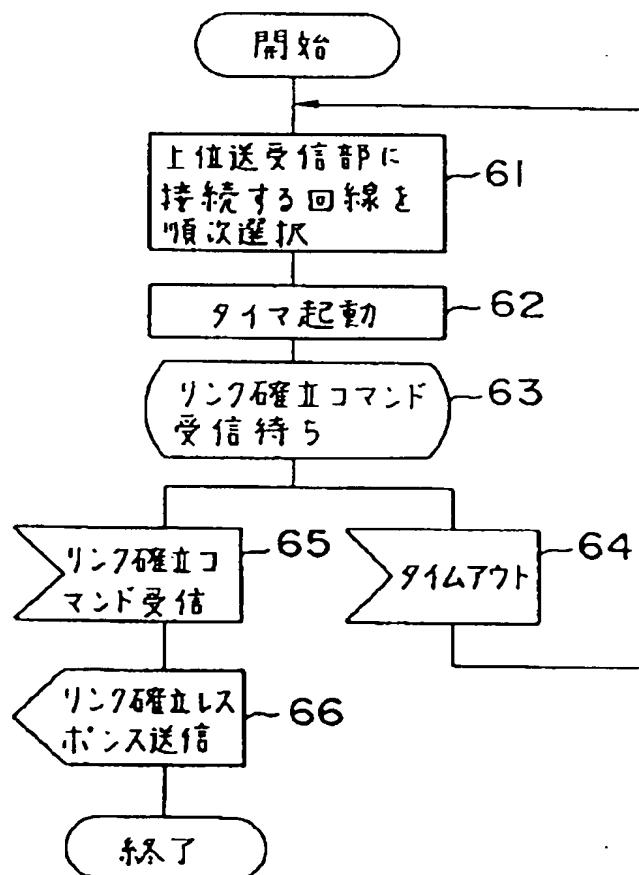 開始
上位送受信部に
接続する回線を
順次選択
61
タイマ起動
62
リンク確立コマンド
受信待ち
63
リンク確立コ
マンド受信
65
タイムアウト
64
リンク確立レス
ポンス送信
66
終了